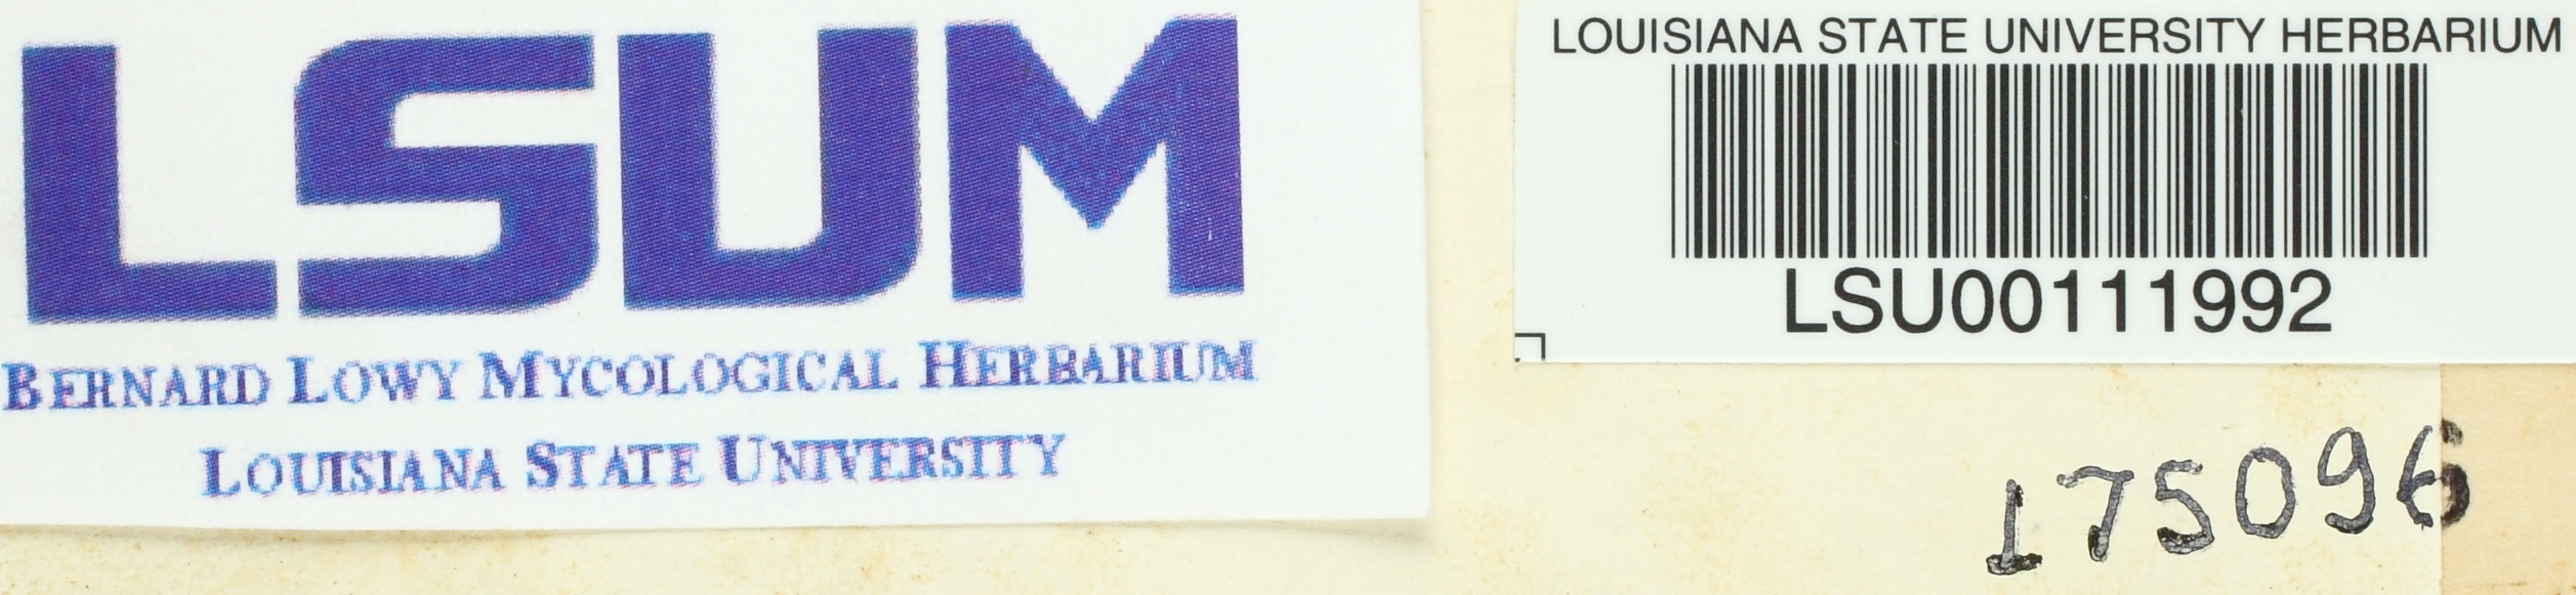 LSUM
BERNARD LOWY MYCOLOGICAL HERBARIUM
LOUISIANA STATE UNIVERSITY
LOUISIANA STATE UNIVERSITY HERBARIUM
LSU00111992
175096